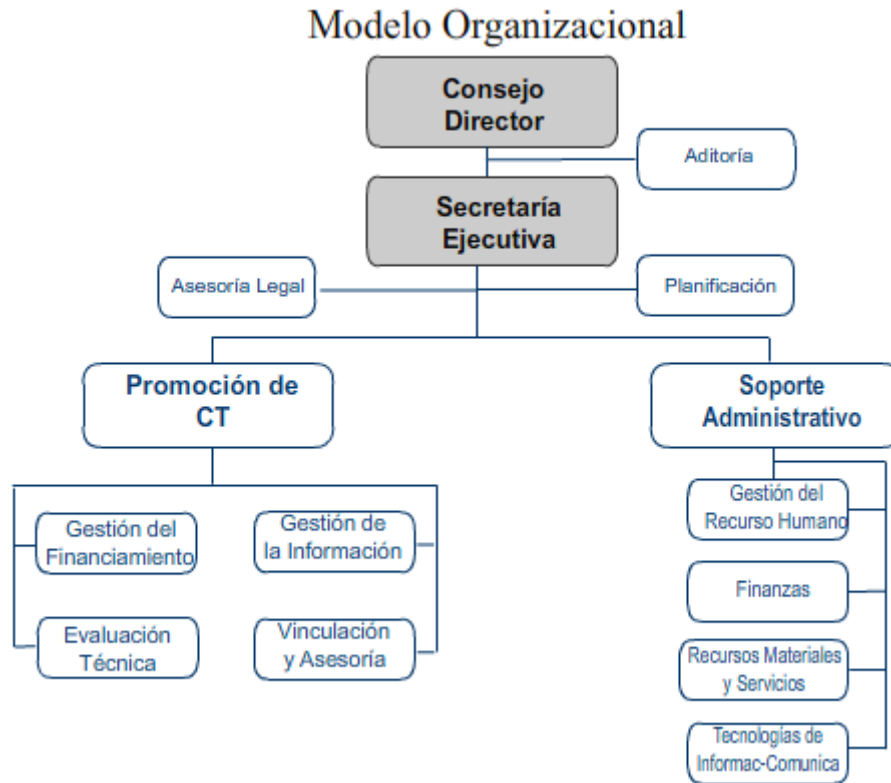 Modelo Organizacional
Consejo
Director
Aditoría
Secretaría
Ejecutiva
Asesoría Legal
Planificación
Promoción de
CT
Soporte
Administrativo
Gestión del
Financiamiento
Gestión de
la Información
Evaluación
Técnica
Vinculación
y Asesoría
Gestión del
Recurso Humano
Finanzas
Recursos Materiales
y Servicios
Tecnologías de
Informac-Comunica